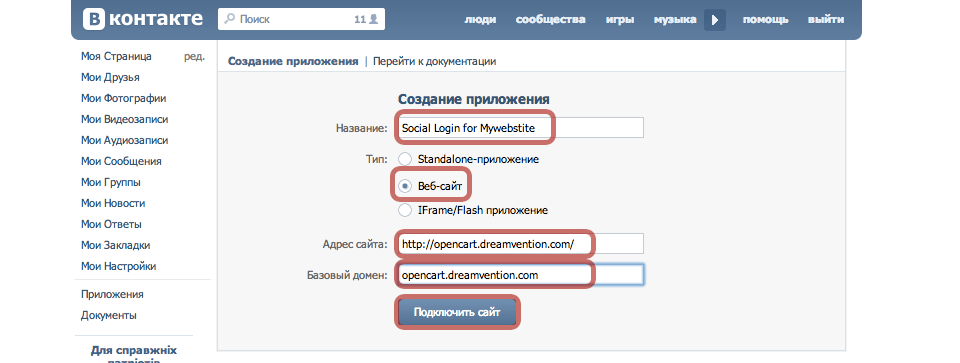 В контакте Поиск 11 люди сообщества игры музыка помощь выйти
Моя Страница ред.
Мои Друзья
Мои Фотографии
Мои Видеозаписи
Мои Аудиозаписи
Мои Сообщения
Мои Группы
Мои Новости
Мои Ответы
Мои Закладки
Мои Настройки
Приложения
Документы
Для справжніх
патріотів
Создание приложения | Перейти к документации
Создание приложения
Название: Social Login for Mywebstite
Тип: Standalone-приложение
Веб-сайт
IFrame/Flash приложение
Адрес сайта: http://opencart.dreamvention.com/
Базовый домен: opencart.dreamvention.com
Подключить сайт